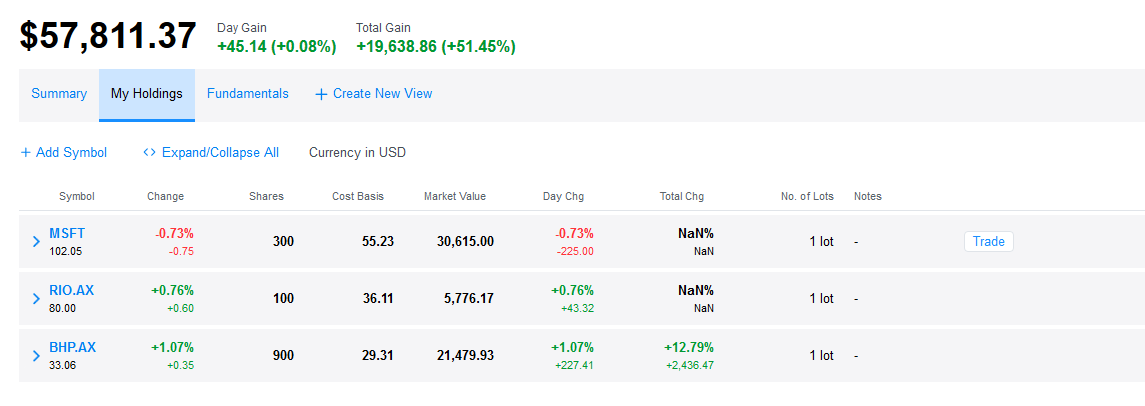 $57,811.37
Day Gain Total Gain
+45.14 (+0.08%) +19,638.86 (+51.45%)
Summary My Holdings Fundamentals + Create New View
+ Add Symbol <> Expand/Collapse All Currency in USD
Symbol Change Shares Cost Basis Market Value Day Chg Total Chg No. of Lots Notes
MSFT -0.73% 300 55.23 30,615.00 -0.73% NaN% 1 lot - Trade
102.05 -0.75 -225.00 NaN
RIO.AX +0.76% 100 36.11 5,776.17 +0.76% NaN% 1 lot -
80.00 +0.60 +43.32 NaN
BHP.AX +1.07% 900 29.31 21,479.93 +1.07% +12.79% 1 lot -
33.06 +0.35 +227.41 +2,436.47